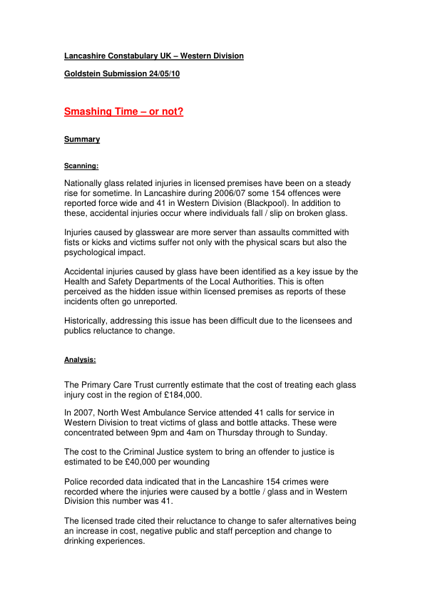 Lancashire Constabulary UK – Western Division
Goldstein Submission 24/05/10
Smashing Time – or not?
Summary
Scanning:
Nationally glass related injuries in licensed premises have been on a steady
rise for sometime. In Lancashire during 2006/07 some 154 offences were
reported force wide and 41 in Western Division (Blackpool). In addition to
these, accidental injuries occur where individuals fall / slip on broken glass.
Injuries caused by glasswear are more server than assaults committed with
fists or kicks and victims suffer not only with the physical scars but also the
psychological impact.
Accidental injuries caused by glass have been identified as a key issue by the
Health and Safety Departments of the Local Authorities. This is often
perceived as the hidden issue within licensed premises as reports of these
incidents often go unreported.
Historically, addressing this issue has been difficult due to the licensees and
publics reluctance to change.
Analysis:
The Primary Care Trust currently estimate that the cost of treating each glass
injury cost in the region of £184,000.
In 2007, North West Ambulance Service attended 41 calls for service in
Western Division to treat victims of glass and bottle attacks. These were
concentrated between 9pm and 4am on Thursday through to Sunday.
The cost to the Criminal Justice system to bring an offender to justice is
estimated to be £40,000 per wounding
Police recorded data indicated that in the Lancashire 154 crimes were
recorded where the injuries were caused by a bottle / glass and in Western
Division this number was 41.
The licensed trade cited their reluctance to change to safer alternatives being
an increase in cost, negative public and staff perception and change to
drinking experiences.